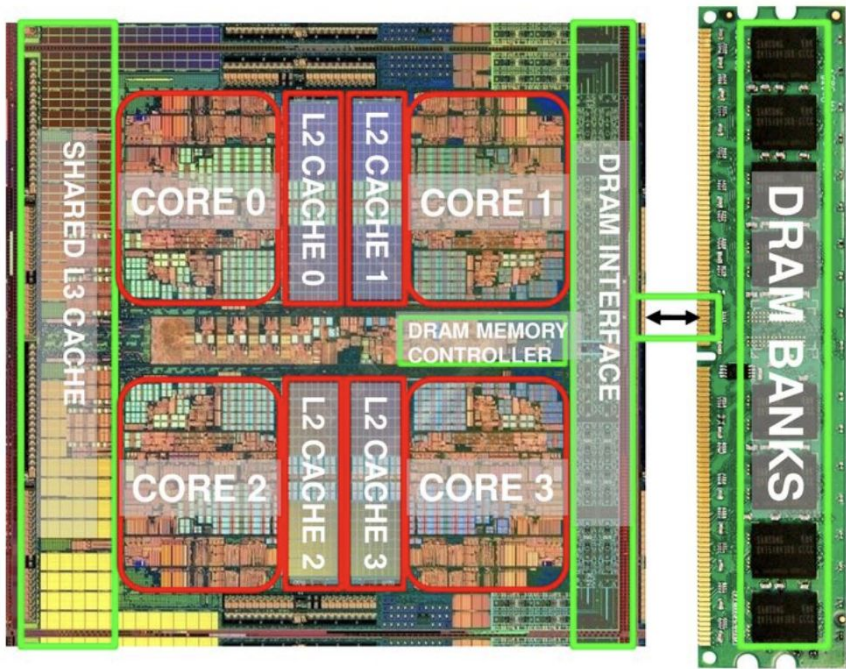 SHARED L3 CACHE
CORE 0
L2 CACHE 0
L2 CACHE 1
CORE 1
DRAM INTERFACE
DRAM BANKS
DRAM MEMORY
CONTROLLER
CORE 2
L2 CACHE 2
L2 CACHE 3
CORE 3